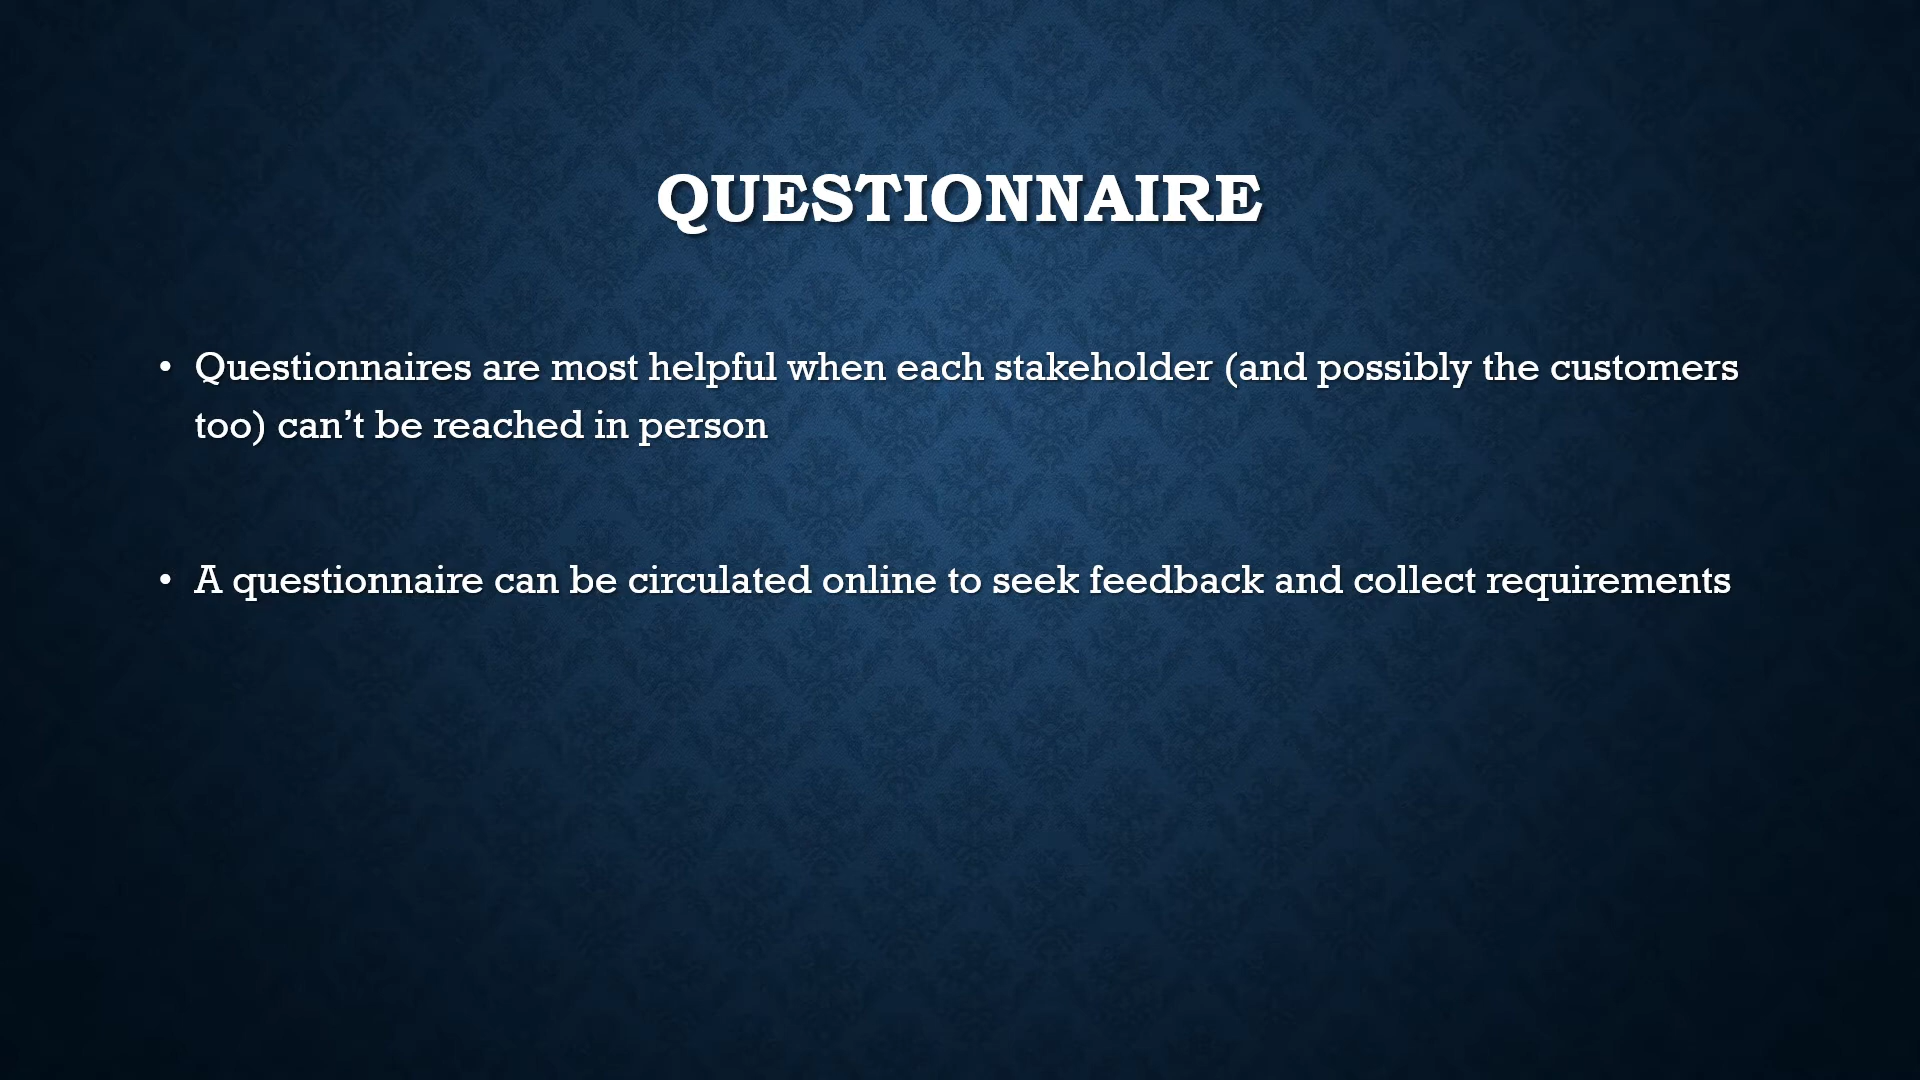 QUESTIONNAIRE
• Questionnaires are most helpful when each stakeholder (and possibly the customers
too) can’t be reached in person
• A questionnaire can be circulated online to seek feedback and collect requirements